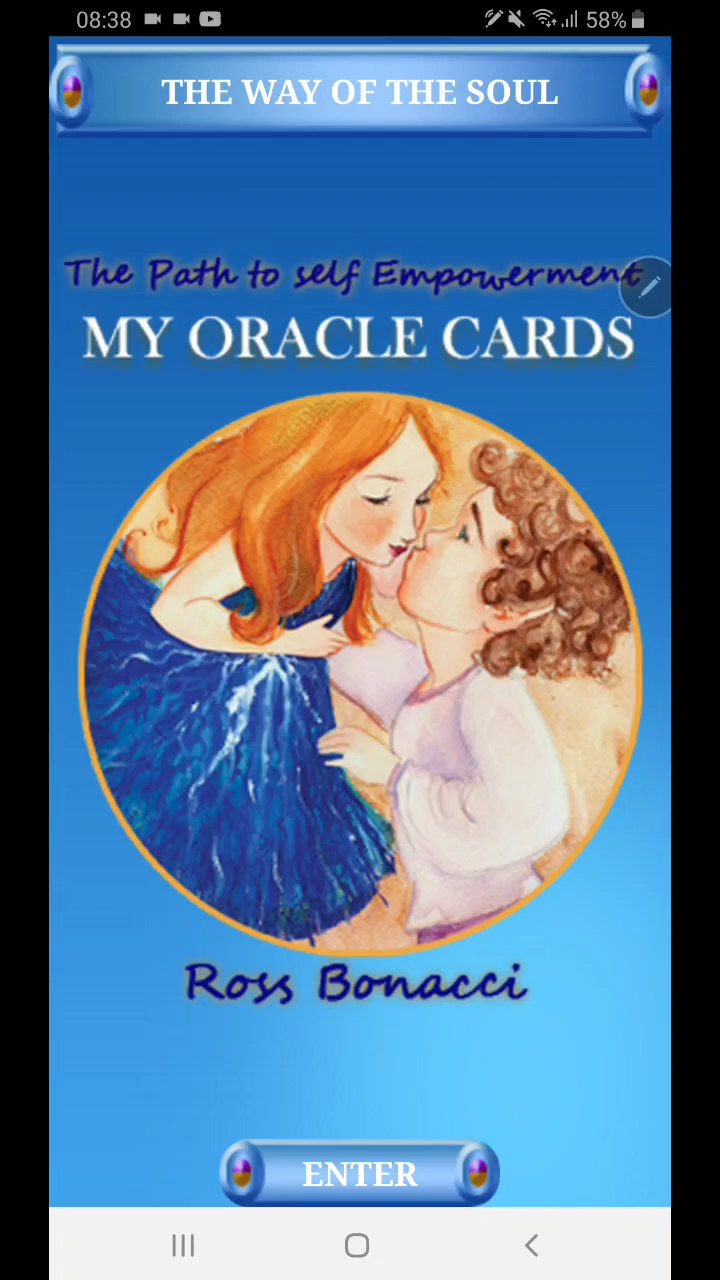 08:38 58%
THE WAY OF THE SOUL
The Path to self Empowerment
MY ORACLE CARDS
Ross Bonacci
ENTER